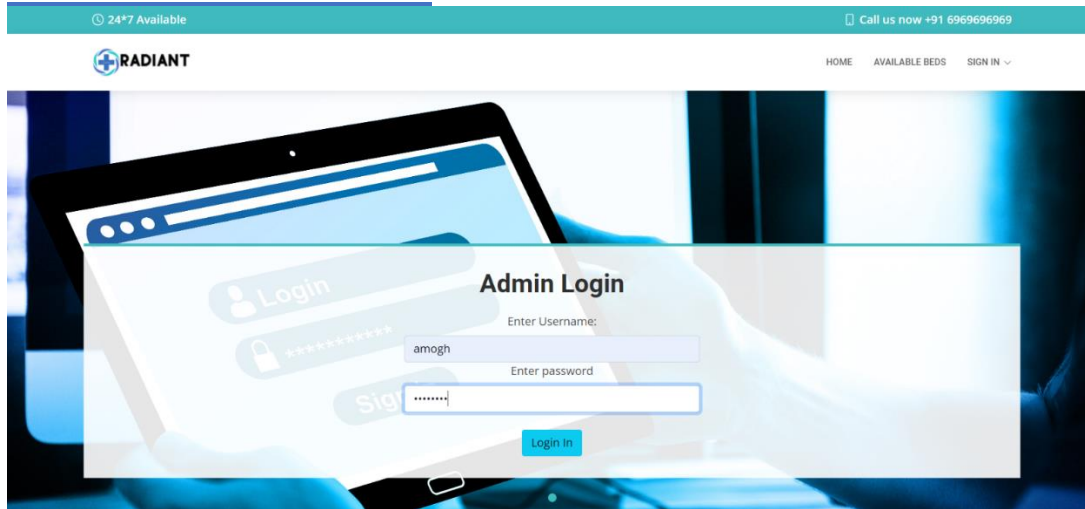 24*7 Available
Call us now +91 6969696969
RADIANT
HOME AVAILABLE BEDS SIGN IN
Admin Login
Enter Username:
amogh
Enter password
••••••••
Login In
Login
**********
Sig